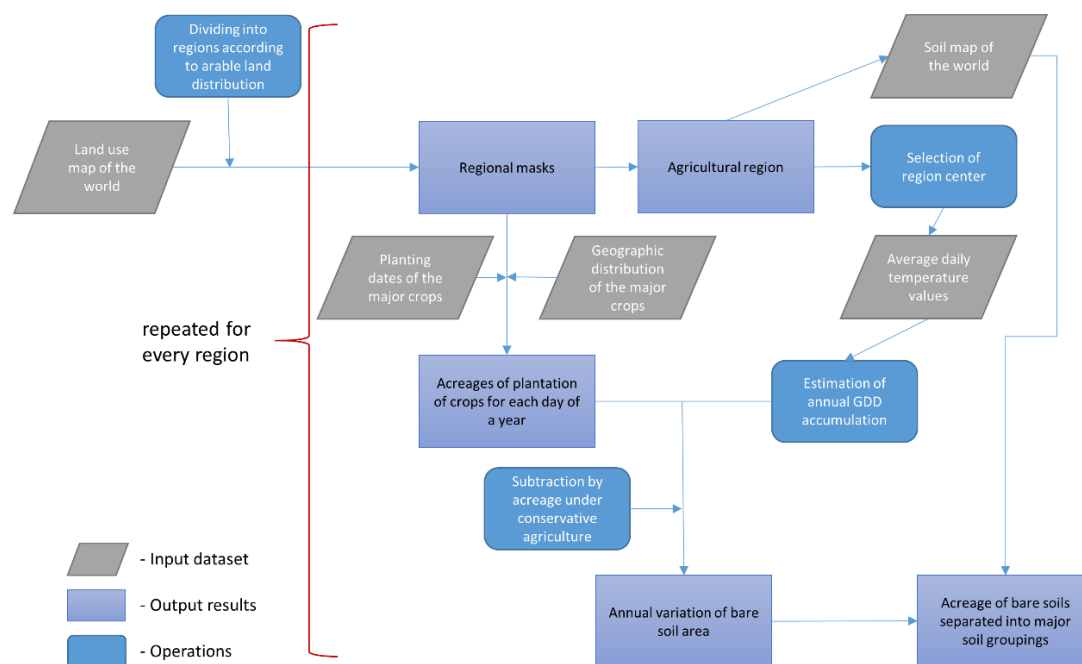 Dividing into
regions according
to arable land
distribution
Soil map of
the world
Land use
map of the
world
Regional masks
Agricultural region
Selection of
region center
Planting
dates of the
major crops
Geographic
distribution
of the major
crops
Average daily
temperature
values
repeated for
every region
Acreages of plantation
of crops for each day of
a year
Estimation of
annual GDD
accumulation
Subtraction by
acreage under
conservative
agriculture
- Input dataset
- Output results
- Operations
Annual variation of bare
soil area
Acreage of bare soils
separated into major
soil groupings